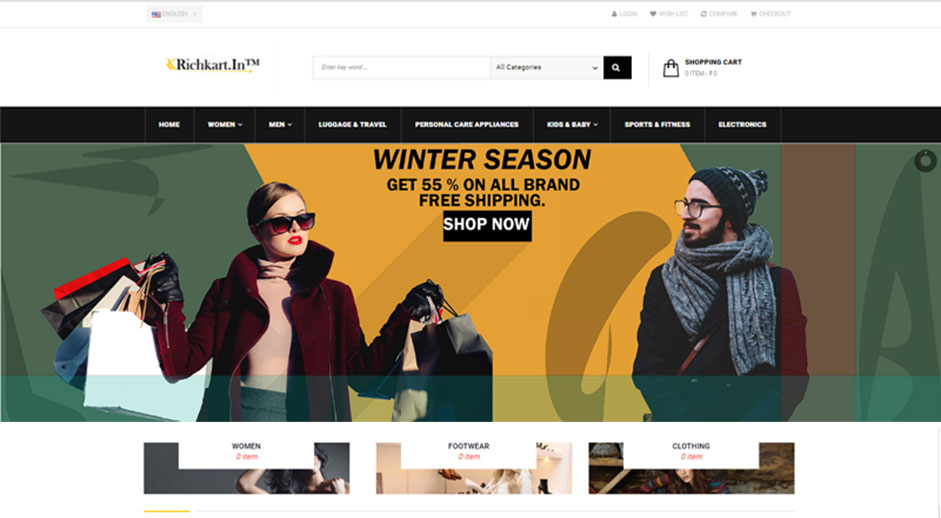 ENGLISH
LOGIN
WISH LIST
COMPARE
CHECKOUT
Richkart.In™
Enter key word ...
All Categories
SHOPPING CART
0 ITEM - ₹ 0
HOME
WOMEN
MEN
LUGGAGE & TRAVEL
PERSONAL CARE APPLIANCES
KIDS & BABY
SPORTS & FITNESS
ELECTRONICS
WINTER SEASON
GET 55 % ON ALL BRAND
FREE SHIPPING.
SHOP NOW
WOMEN
0 item
FOOTWEAR
0 item
CLOTHING
0 item